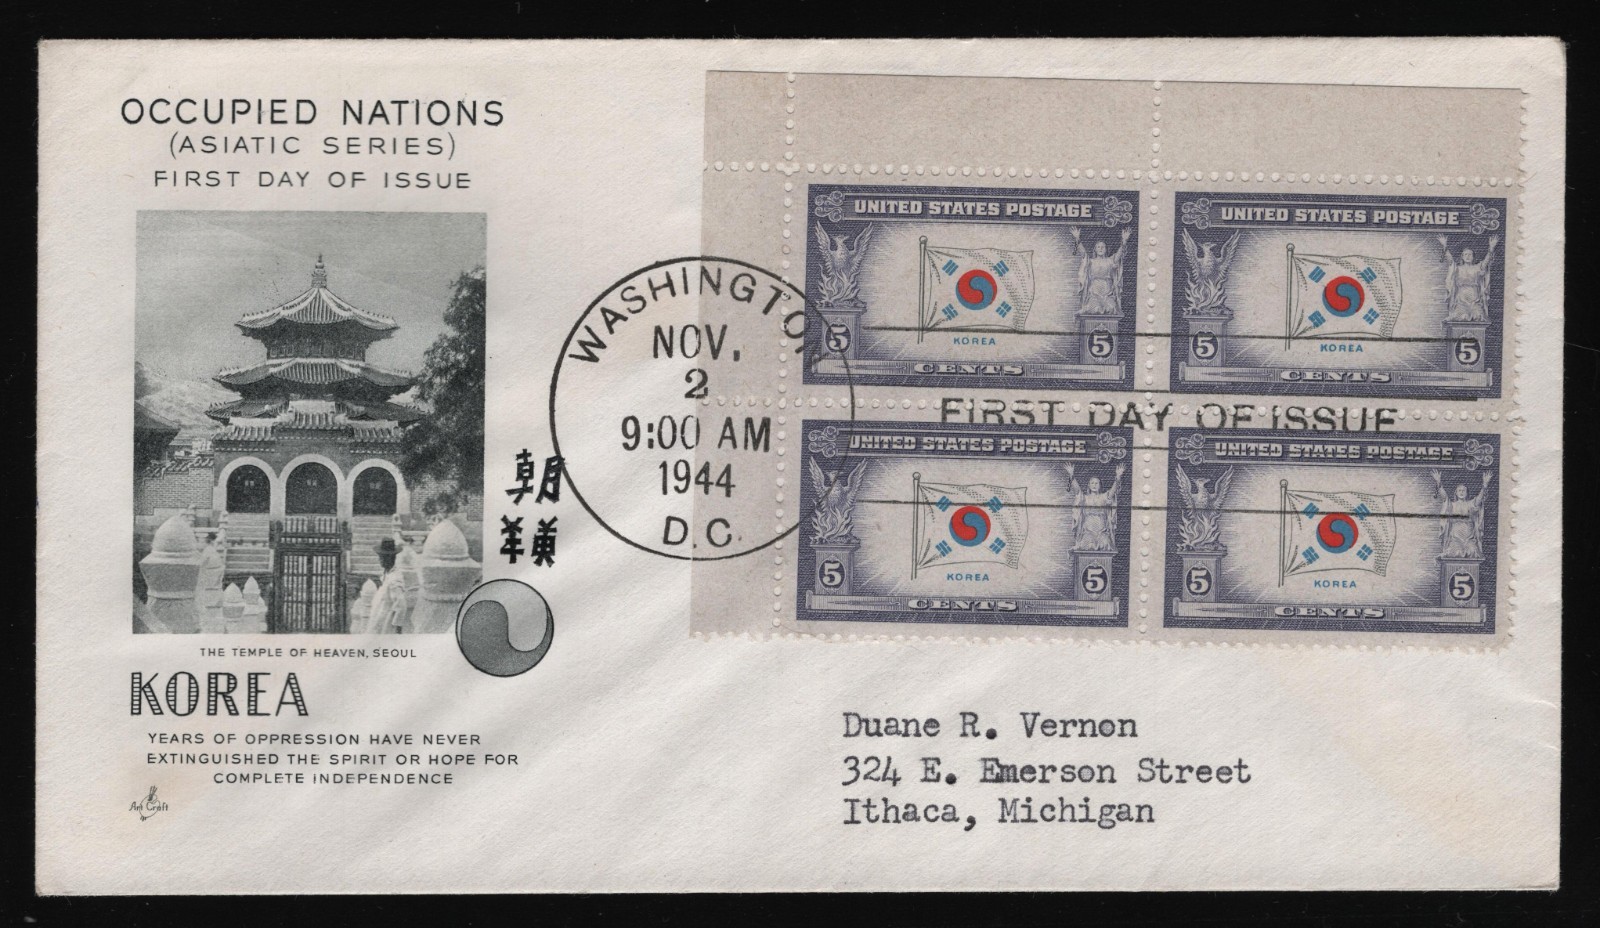 OCCUPIED NATIONS
(ASIATIC SERIES)
FIRST DAY OF ISSUE
朝
鮮
THE TEMPLE OF HEAVEN, SEOUL
KOREA
YEARS OF OPPRESSION HAVE NEVER
EXTINGUISHED THE SPIRIT OR HOPE FOR
COMPLETE INDEPENDENCE
Art Craft
WASHINGTON
NOV.
2
9:00 AM
1944
D.C.
UNITED STATES POSTAGE
KOREA
5 5
CENTS
UNITED STATES POSTAGE
KOREA
5 5
CENTS
FIRST DAY OF ISSUE
UNITED STATES POSTAGE
KOREA
5 5
CENTS
UNITED STATES POSTAGE
KOREA
5 5
CENTS
Duane R. Vernon
324 E. Emerson Street
Ithaca, Michigan